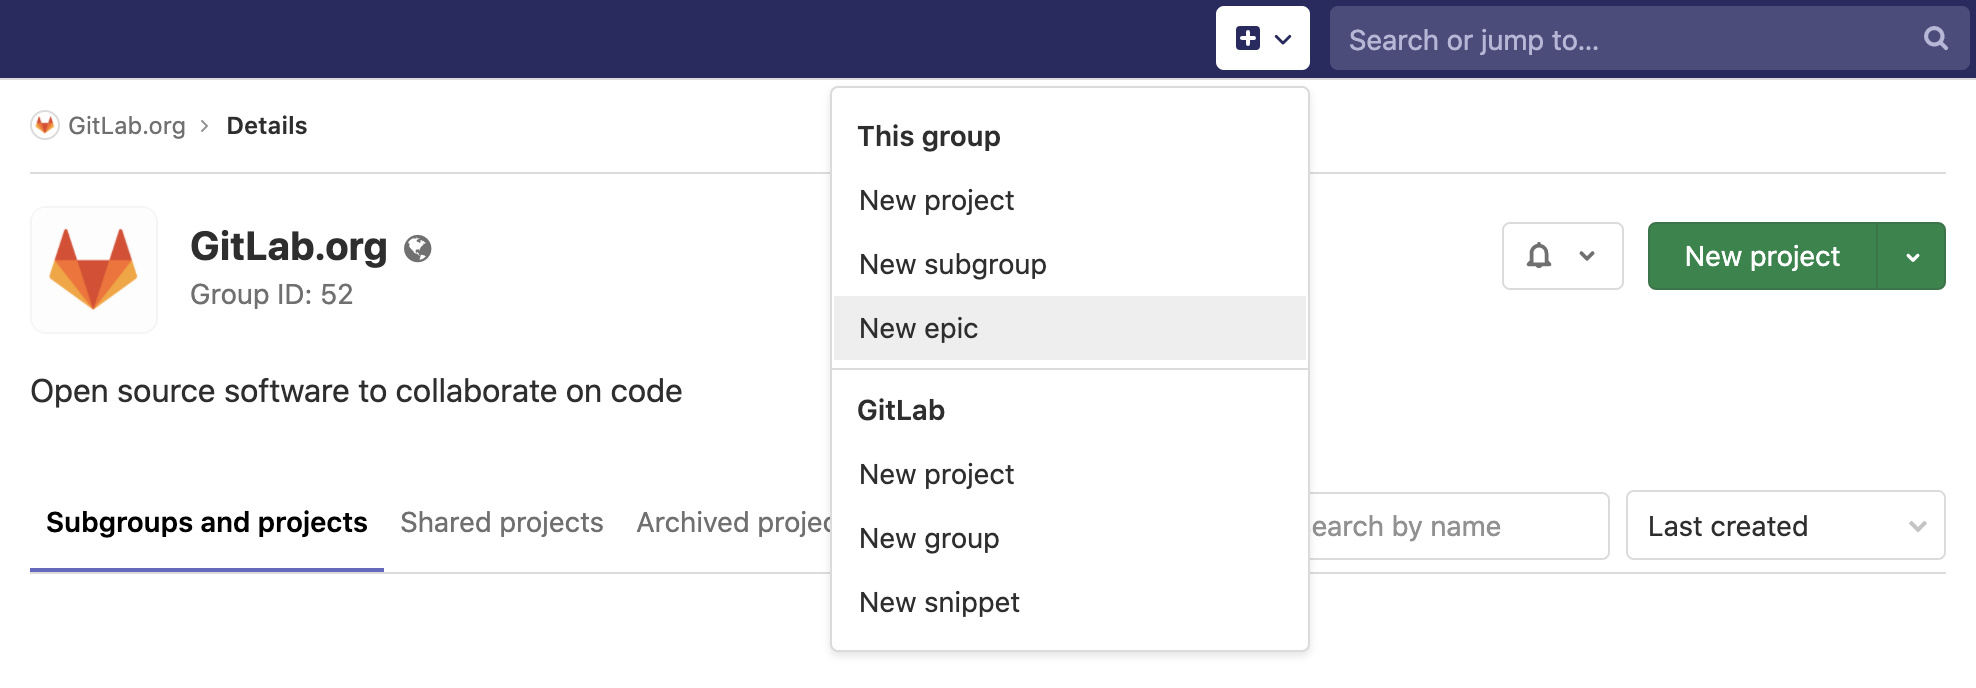 Search or jump to...
GitLab.org > Details
This group
New project
New subgroup
New epic
GitLab
New project
New group
New snippet
GitLab.org
Group ID: 52
New project
Open source software to collaborate on code
Subgroups and projects
Shared projects
Archived projec
earch by name
Last created